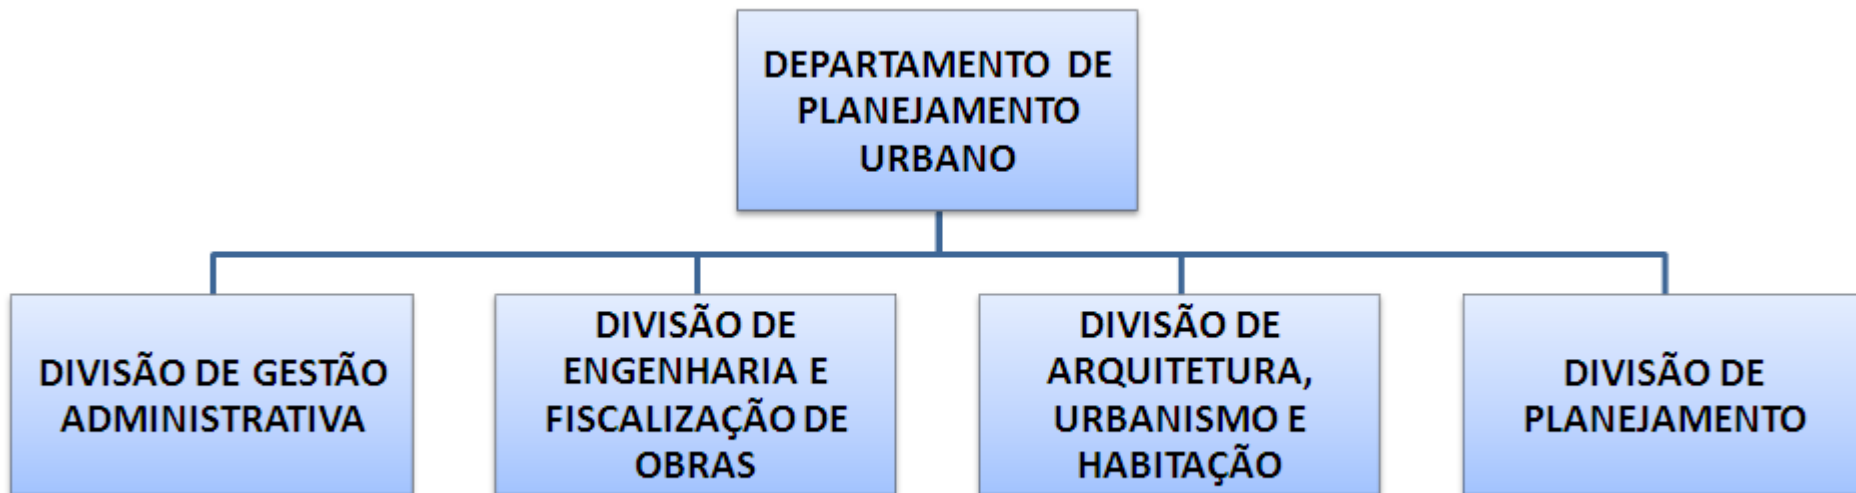 DEPARTAMENTO DE
PLANEJAMENTO
URBANO
DIVISÃO DE GESTÃO
ADMINISTRATIVA
DIVISÃO DE
ENGENHARIA E
FISCALIZAÇÃO DE
OBRAS
DIVISÃO DE
ARQUITETURA,
URBANISMO E
HABITAÇÃO
DIVISÃO DE
PLANEJAMENTO